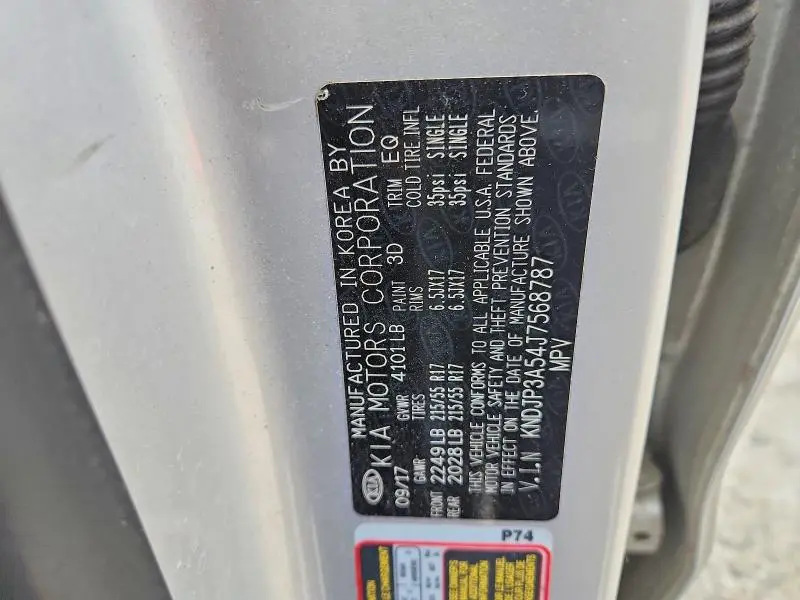 MANUFACTURED IN KOREA BY
KIA KIA MOTORS CORPORATION
09/17 GVWR 4101LB PAINT 3D TRIM EQ
GAWR TIRES RIMS COLD TIRE INFL
FRONT 2249LB 215/55 R17 6.5JX17 35psi SINGLE
REAR 2028LB 215/55 R17 6.5JX17 35psi SINGLE
THIS VEHICLE CONFORMS TO ALL APPLICABLE U.S.A. FEDERAL
MOTOR VEHICLE SAFETY AND THEFT PREVENTION STANDARDS
IN EFFECT ON THE DATE OF MANUFACTURE SHOWN ABOVE.
V.I.N KNDJP3A54J7568787
MPV
P74